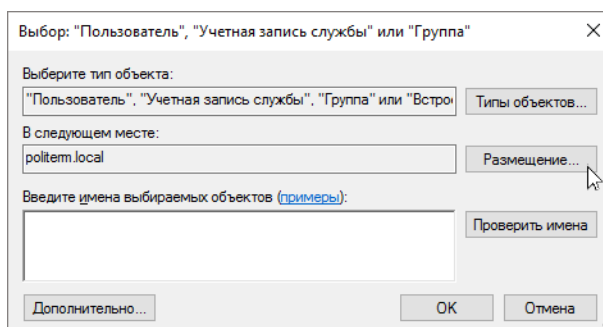 Выбор: "Пользователь", "Учетная запись службы" или "Группа"
Выберите тип объекта:
"Пользователь", "Учетная запись службы", "Группа" или "Встро
Типы объектов...
В следующем месте:
politerm.local
Размещение...
Введите имена выбираемых объектов (примеры):
Проверить имена
Дополнительно...
OK
Отмена